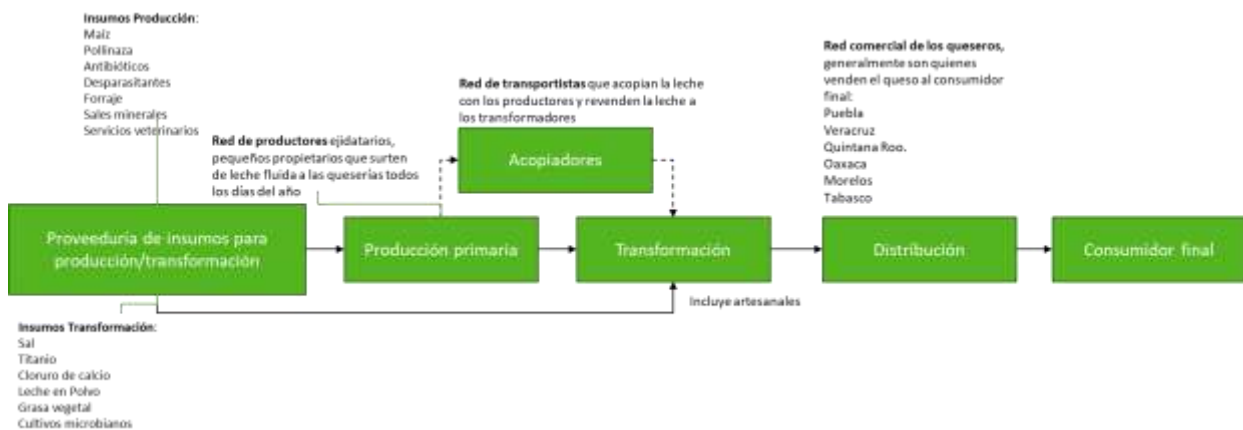 Insumos Producción:
Maíz
Pollinaza
Antibióticos
Desparasitantes
Forraje
Sales minerales
Servicios veterinarios
Red de productores ejidatarios,
pequeños propietarios que surten
de leche fluida a las queserías todos
los días del año
Red de transportistas que acopian la leche
con los productores y revenden la leche a
los transformadores
Acopiadores
Red comercial de los queseros,
generalmente son quienes
venden el queso al consumidor
final:
Puebla
Veracruz
Quintana Roo.
Oaxaca
Morelos
Tabasco
Proveeduría de insumos para
producción/transformación
Producción primaria
Transformación
Distribución
Consumidor final
Incluye artesanales
Insumos Transformación:
Sal
Titanio
Cloruro de calcio
Leche en Polvo
Grasa vegetal
Cultivos microbianos